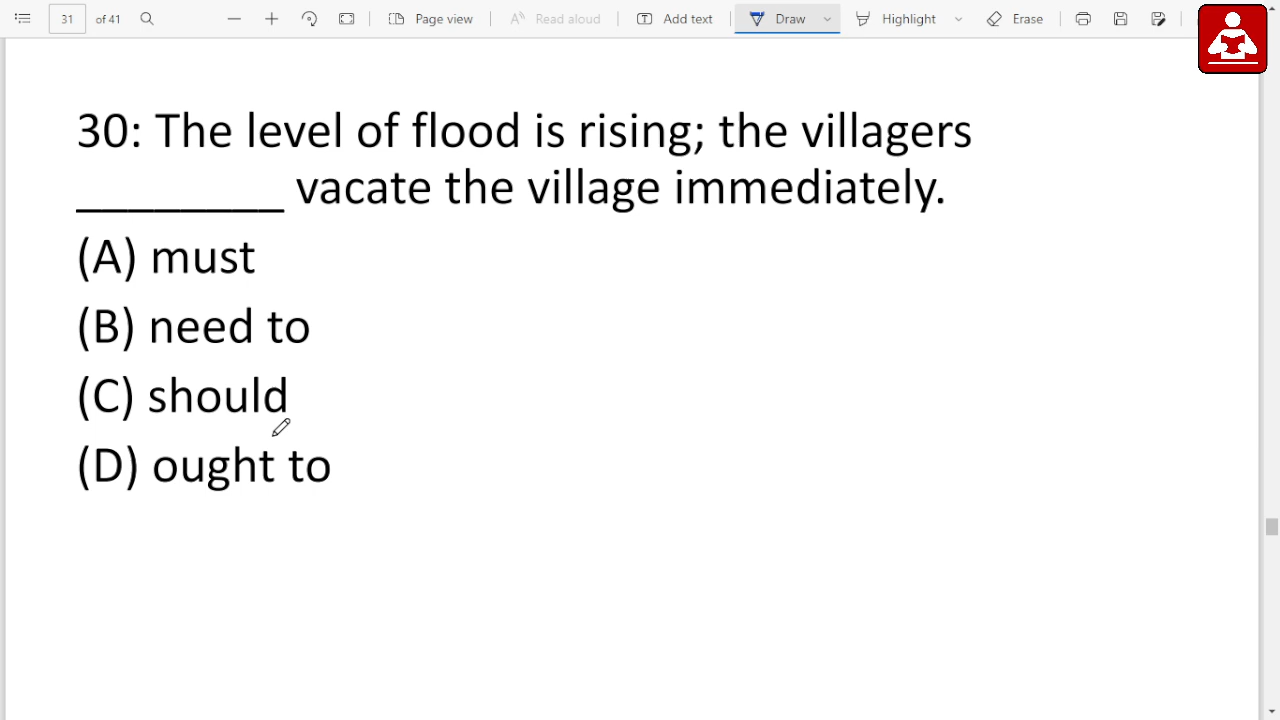 31 of 41 Page view Read aloud Add text Draw Highlight Erase
30: The level of flood is rising; the villagers
________ vacate the village immediately.
(A) must
(B) need to
(C) should
(D) ought to